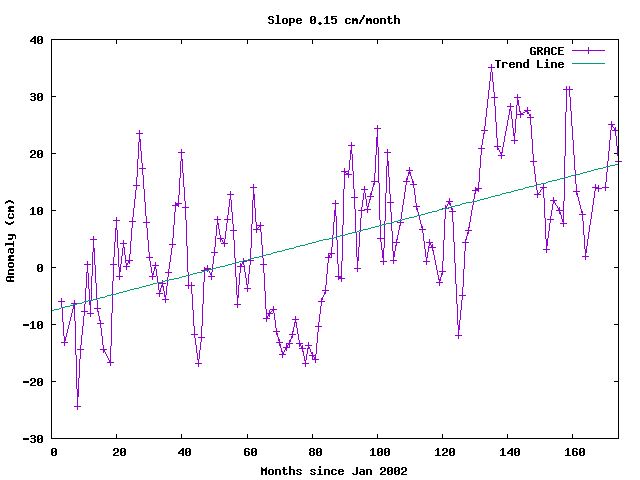 Slope 0.15 cm/month
GRACE
Trend Line
40
30
20
10
0
-10
-20
-30
Anomaly (cm)
0 20 40 60 80 100 120 140 160
Months since Jan 2002